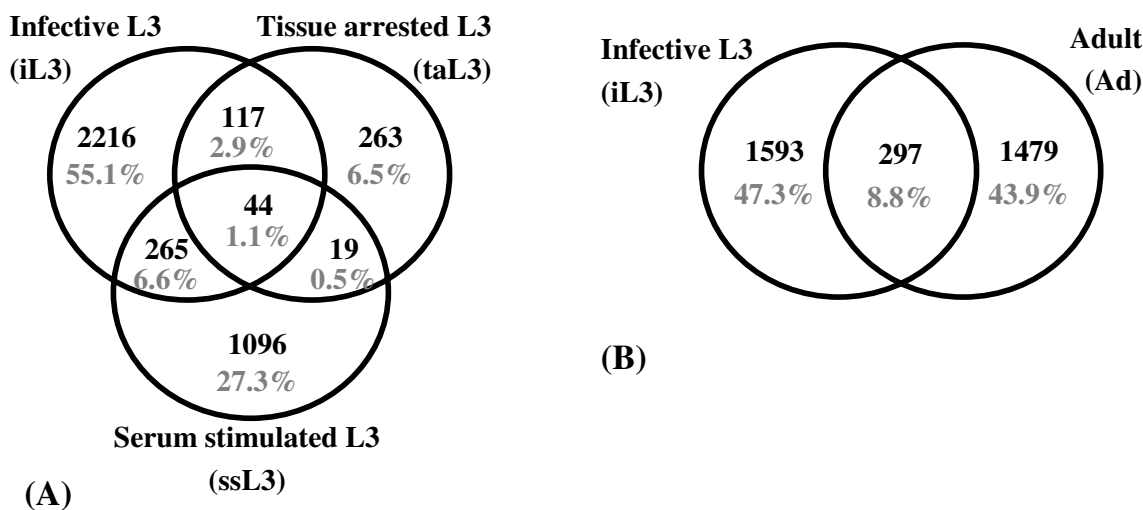 Infective L3
(iL3)
Tissue arrested L3
(taL3)
2216
55.1%
117
2.9%
263
6.5%
44
1.1%
265
6.6%
19
0.5%
1096
27.3%
Serum stimulated L3
(ssL3)
(A)
Infective L3
(iL3)
Adult
(Ad)
1593
47.3%
297
8.8%
1479
43.9%
(B)